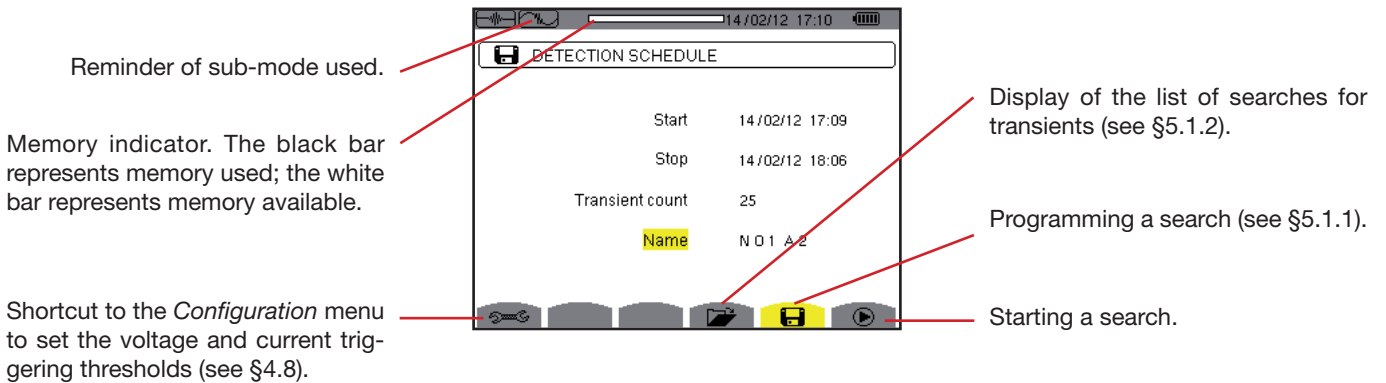 14/02/12 17:10
DETECTION SCHEDULE
Start 14/02/12 17:09
Stop 14/02/12 18:06
Transient count 25
Name NO1 A2
Reminder of sub-mode used.
Memory indicator. The black bar
represents memory used; the white
bar represents memory available.
Shortcut to the Configuration menu
to set the voltage and current trig-
gering thresholds (see §4.8).
Display of the list of searches for
transients (see §5.1.2).
Programming a search (see §5.1.1).
Starting a search.